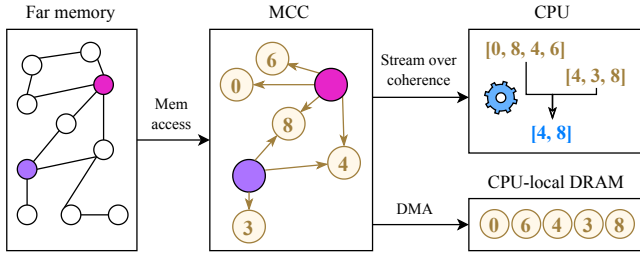 Far memory
MCC
CPU
Mem
access
6
0
8
4
3
Stream over
coherence
[0, 8, 4, 6]
[4, 3, 8]
[4, 8]
DMA
CPU-local DRAM
0 6 4 3 8